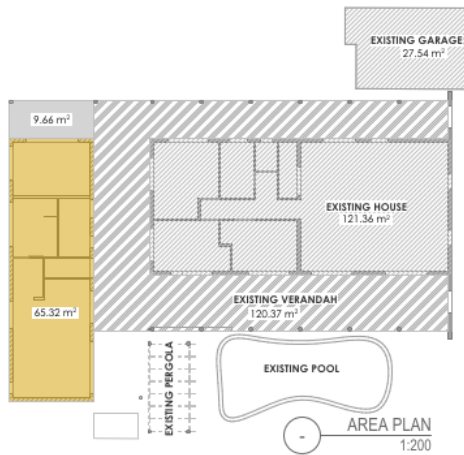 EXISTING GARAGE
27.54 m²
9.66 m²
EXISTING HOUSE
121.36 m²
EXISTING VERANDAH
120.37 m²
65.32 m²
EXISTING PERGOLA
EXISTING POOL
-
AREA PLAN
1:200